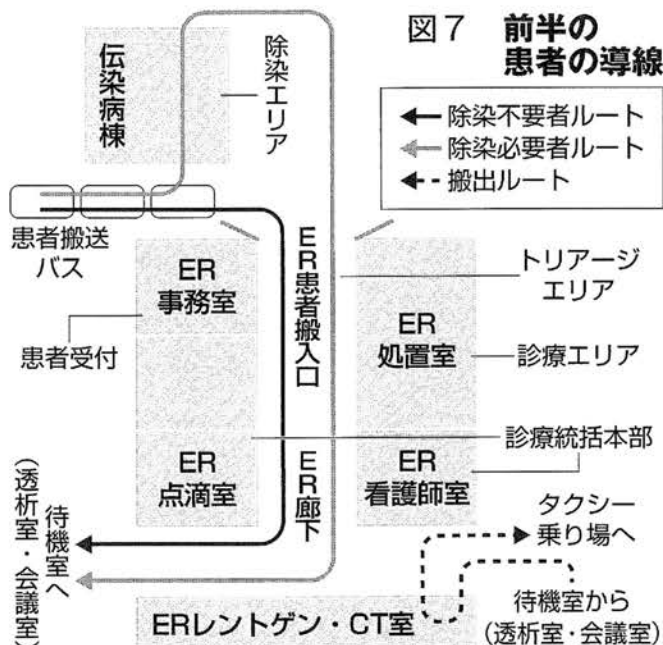 図７ 前半の
患者の導線
除染不要者ルート
除染必要者ルート
搬出ルート
伝染病棟
除染エリア
患者搬送
バス
ER
事務室
患者受付
ER患者搬入口
トリアージ
エリア
ER
処置室
診療エリア
診療統括本部
ER
点滴室
ER廊下
ER
看護師室
待機室へ
（透析室・会議室）
タクシー
乗り場へ
待機室から
（透析室・会議室）
ERレントゲン・CT室